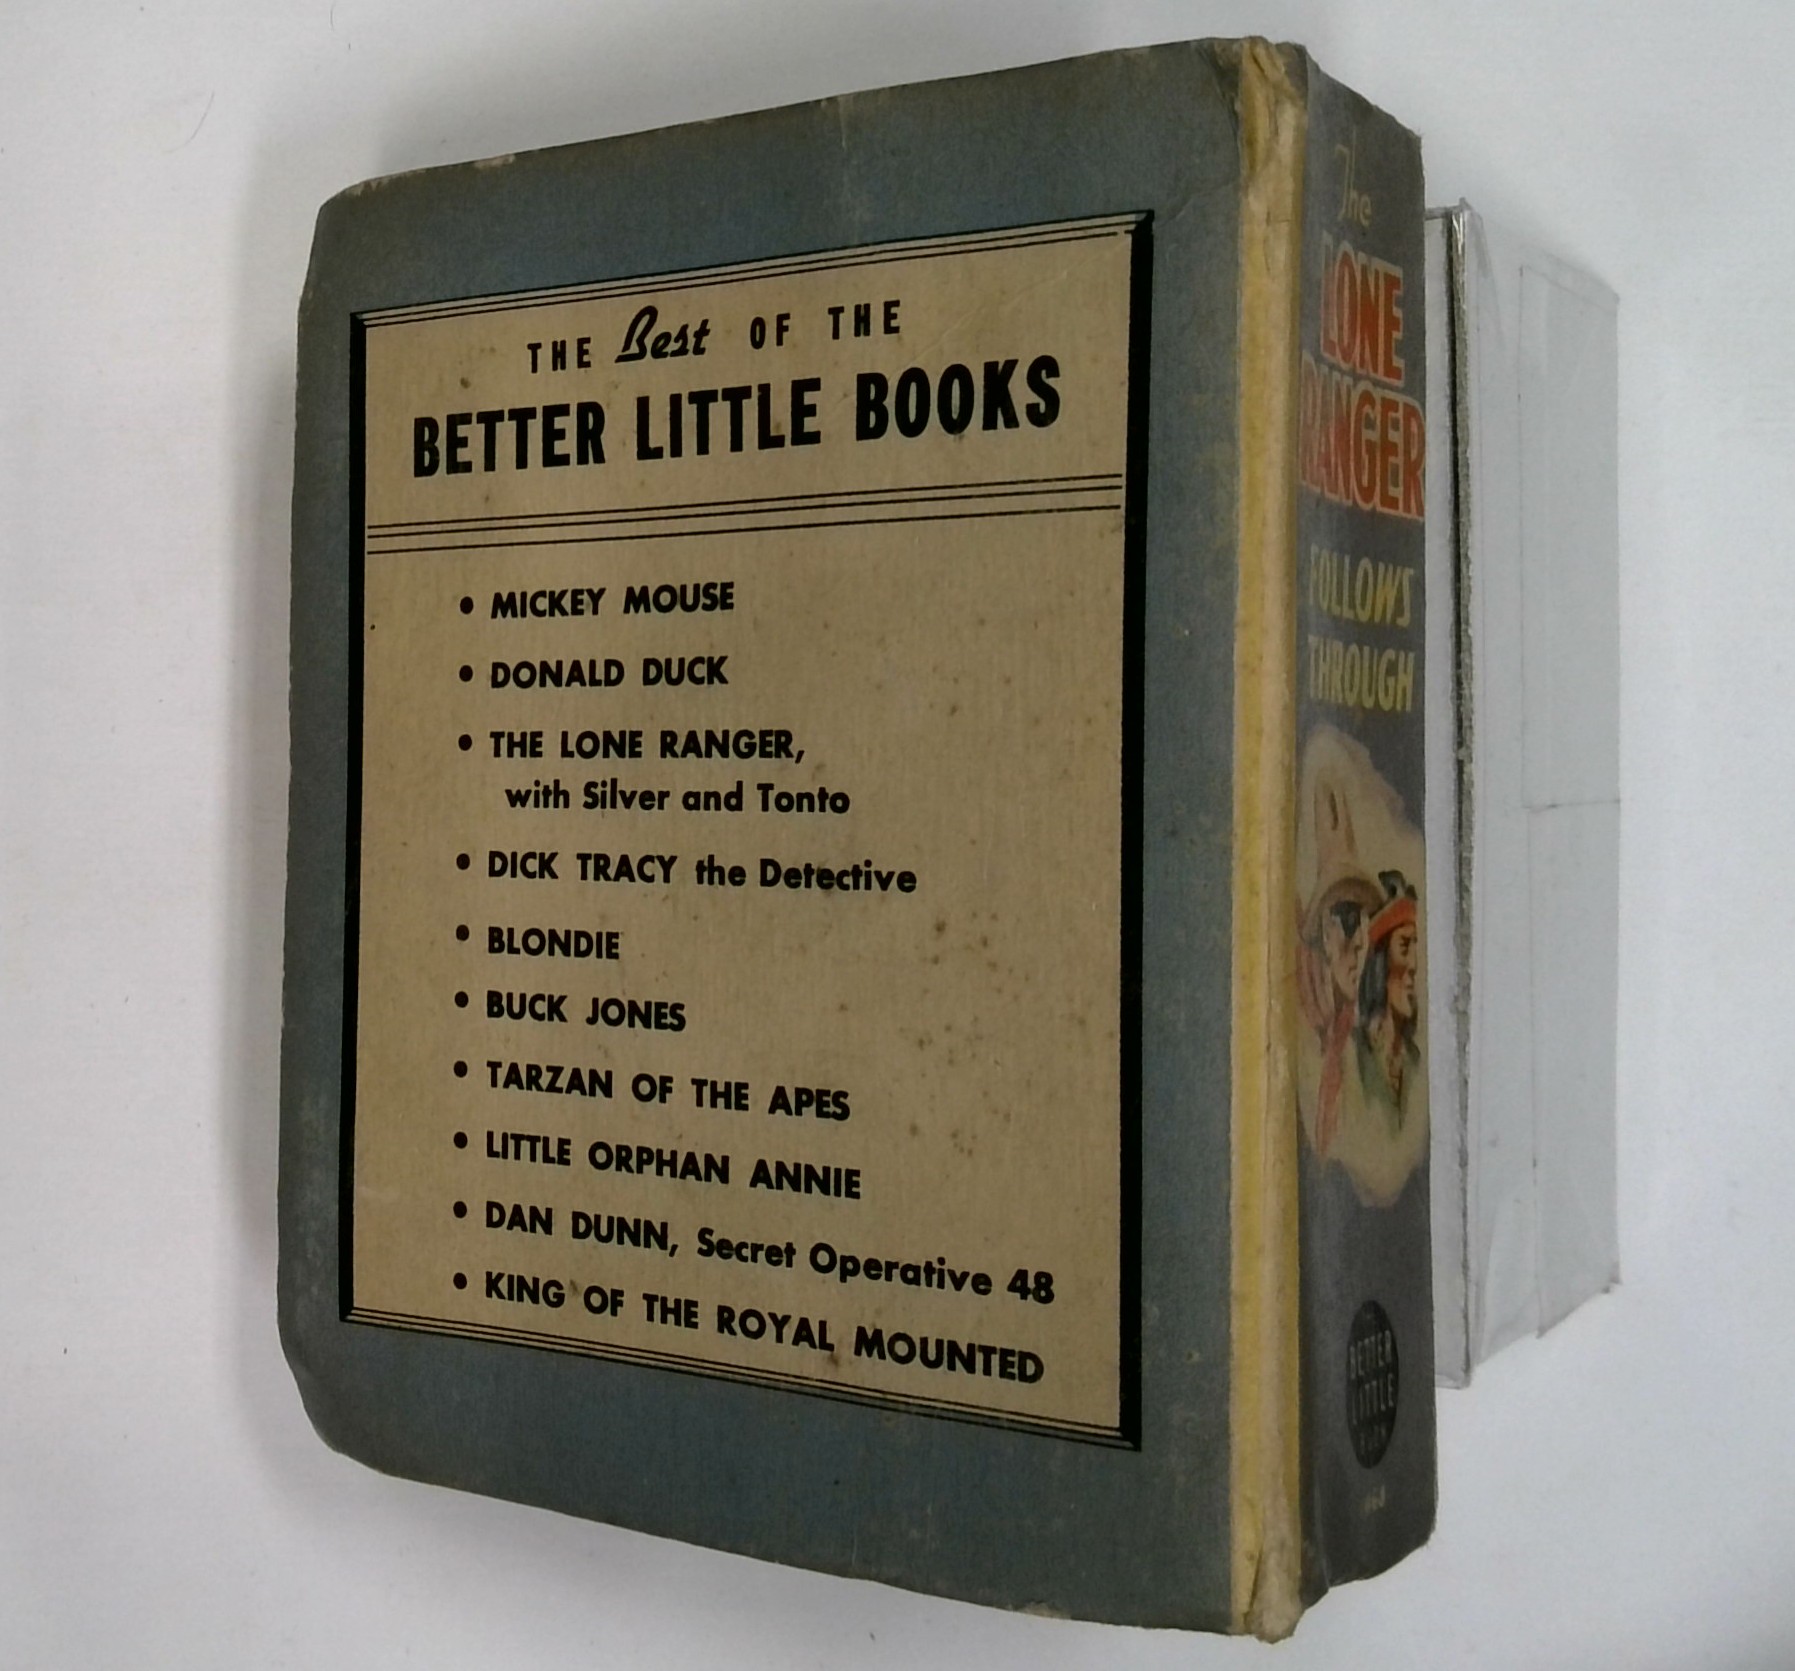 THE Best OF THE
BETTER LITTLE BOOKS
• MICKEY MOUSE
• DONALD DUCK
• THE LONE RANGER,
with Silver and Tonto
• DICK TRACY the Detective
• BLONDIE
• BUCK JONES
• TARZAN OF THE APES
• LITTLE ORPHAN ANNIE
• DAN DUNN, Secret Operative 48
• KING OF THE ROYAL MOUNTED
The
LONE
RANGER
FOLLOWS
THROUGH
BETTER
LITTLE